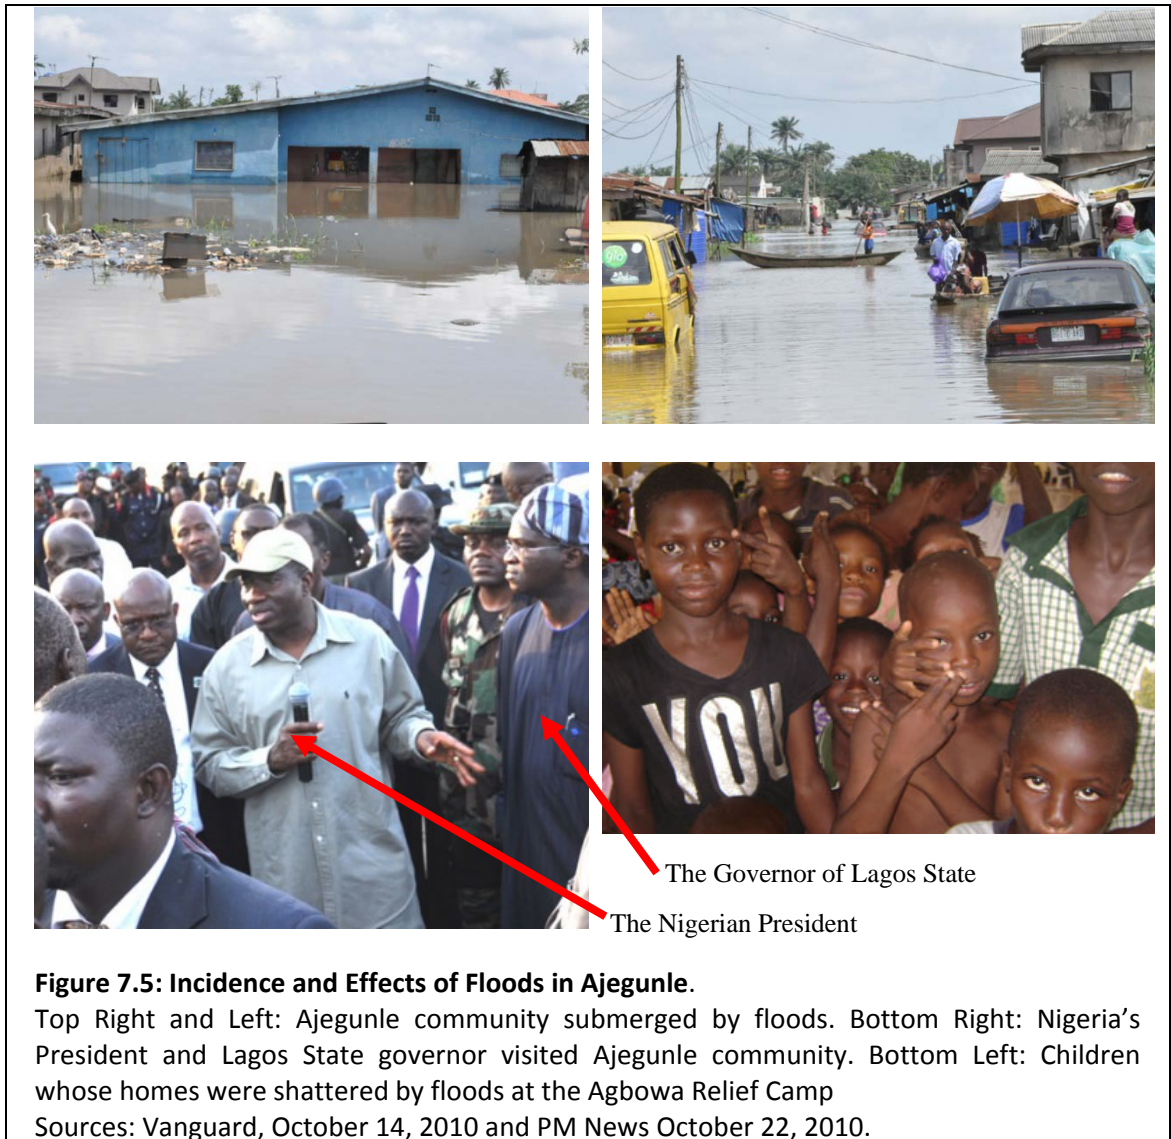 YOU
The Governor of Lagos State
The Nigerian President
Figure 7.5: Incidence and Effects of Floods in Ajegunle.
Top Right and Left: Ajegunle community submerged by floods. Bottom Right: Nigeria’s
President and Lagos State governor visited Ajegunle community. Bottom Left: Children
whose homes were shattered by floods at the Agbowa Relief Camp
Sources: Vanguard, October 14, 2010 and PM News October 22, 2010.